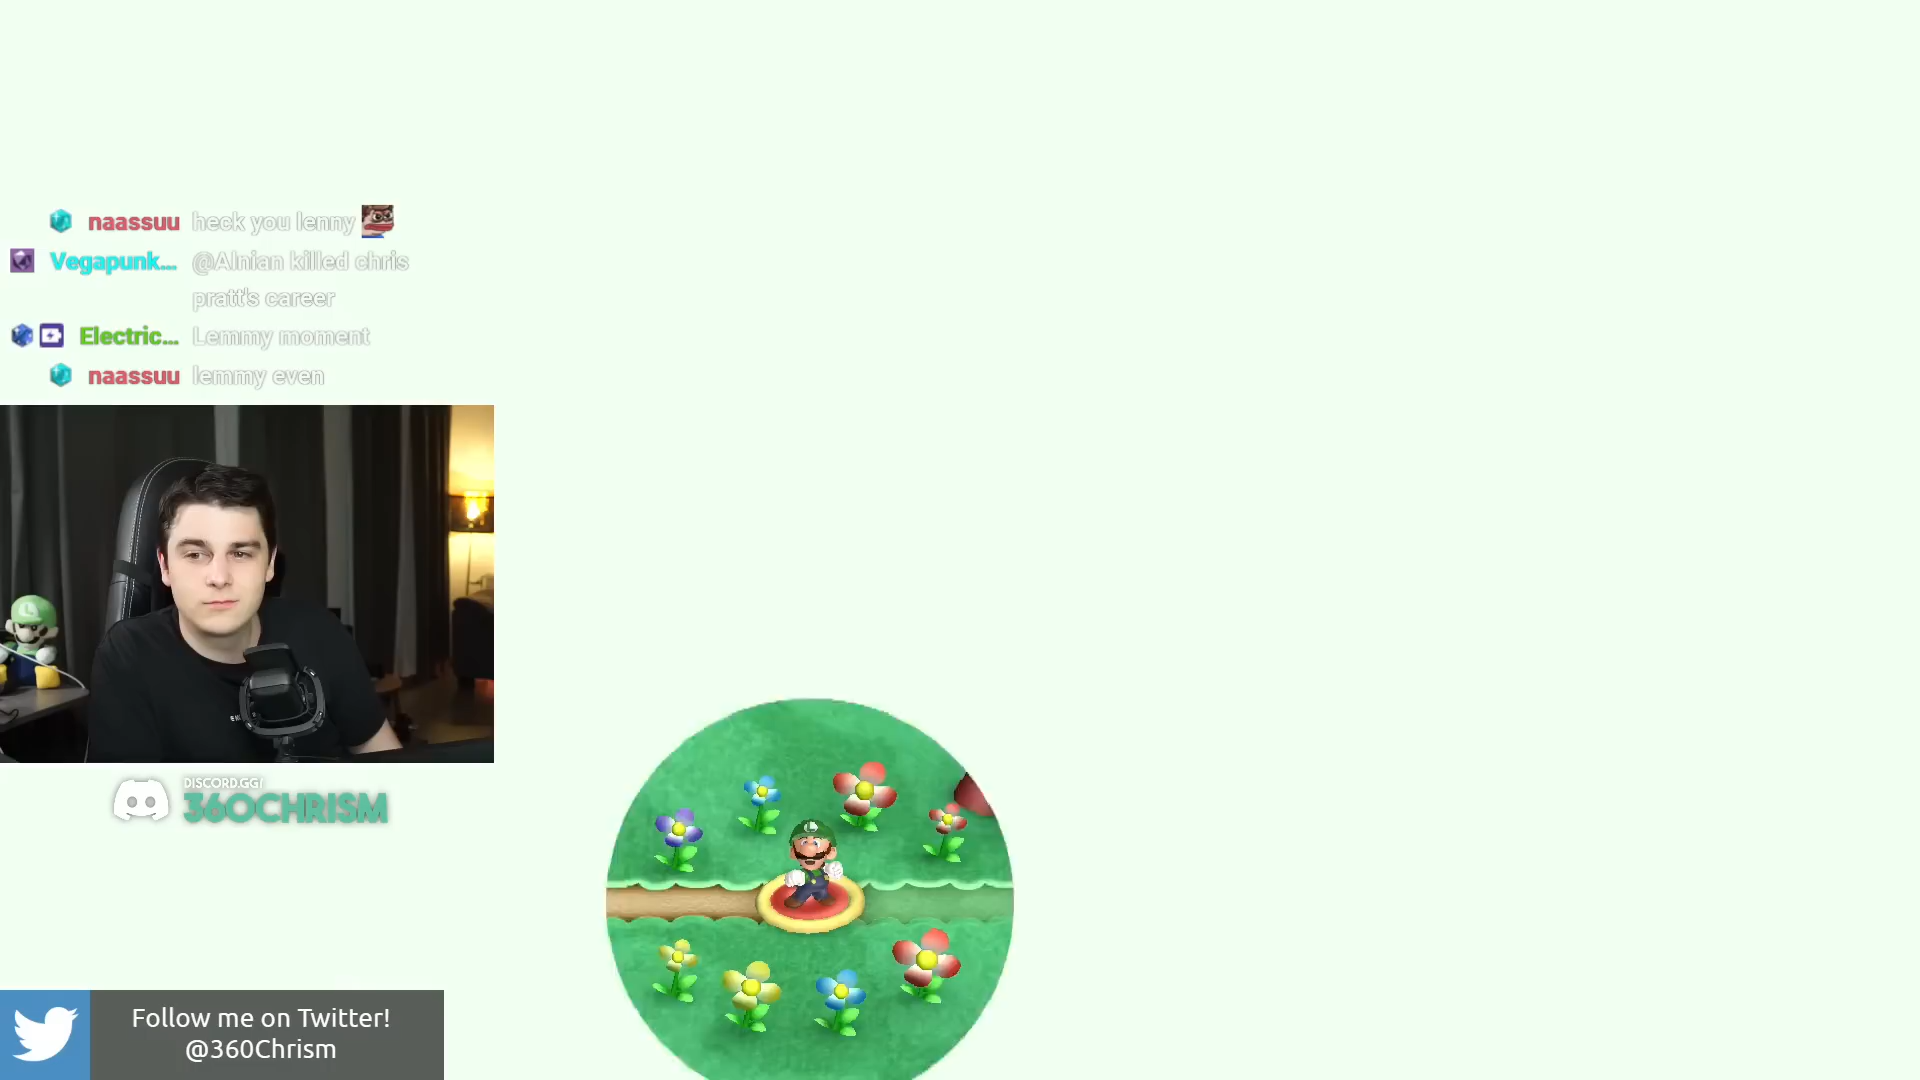 naassuu heck you lenny
Vegapunk... @Alnian killed chris
pratt's career
Electric... Lemmy moment
naassuu lemmy even
DISCORD.GG/
360CHRISM
Follow me on Twitter!
@360Chrism